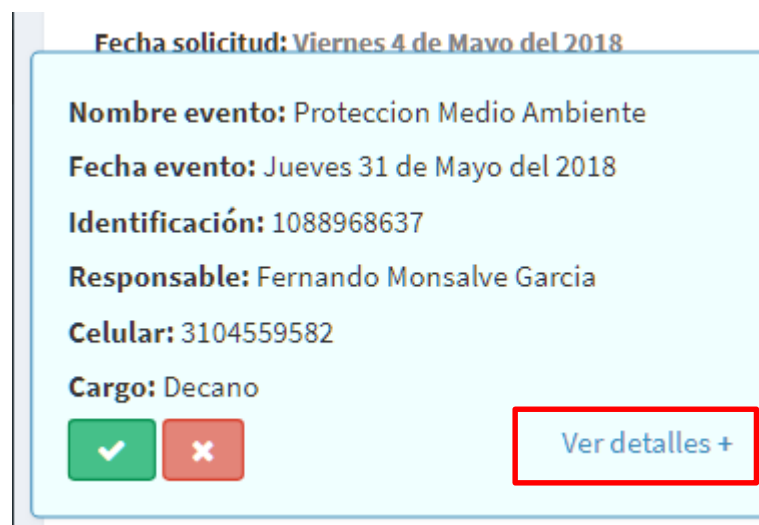 Fecha solicitud: Viernes 4 de Mayo del 2018
Nombre evento: Proteccion Medio Ambiente
Fecha evento: Jueves 31 de Mayo del 2018
Identificación: 1088968637
Responsable: Fernando Monsalve Garcia
Celular: 3104559582
Cargo: Decano
Ver detalles +